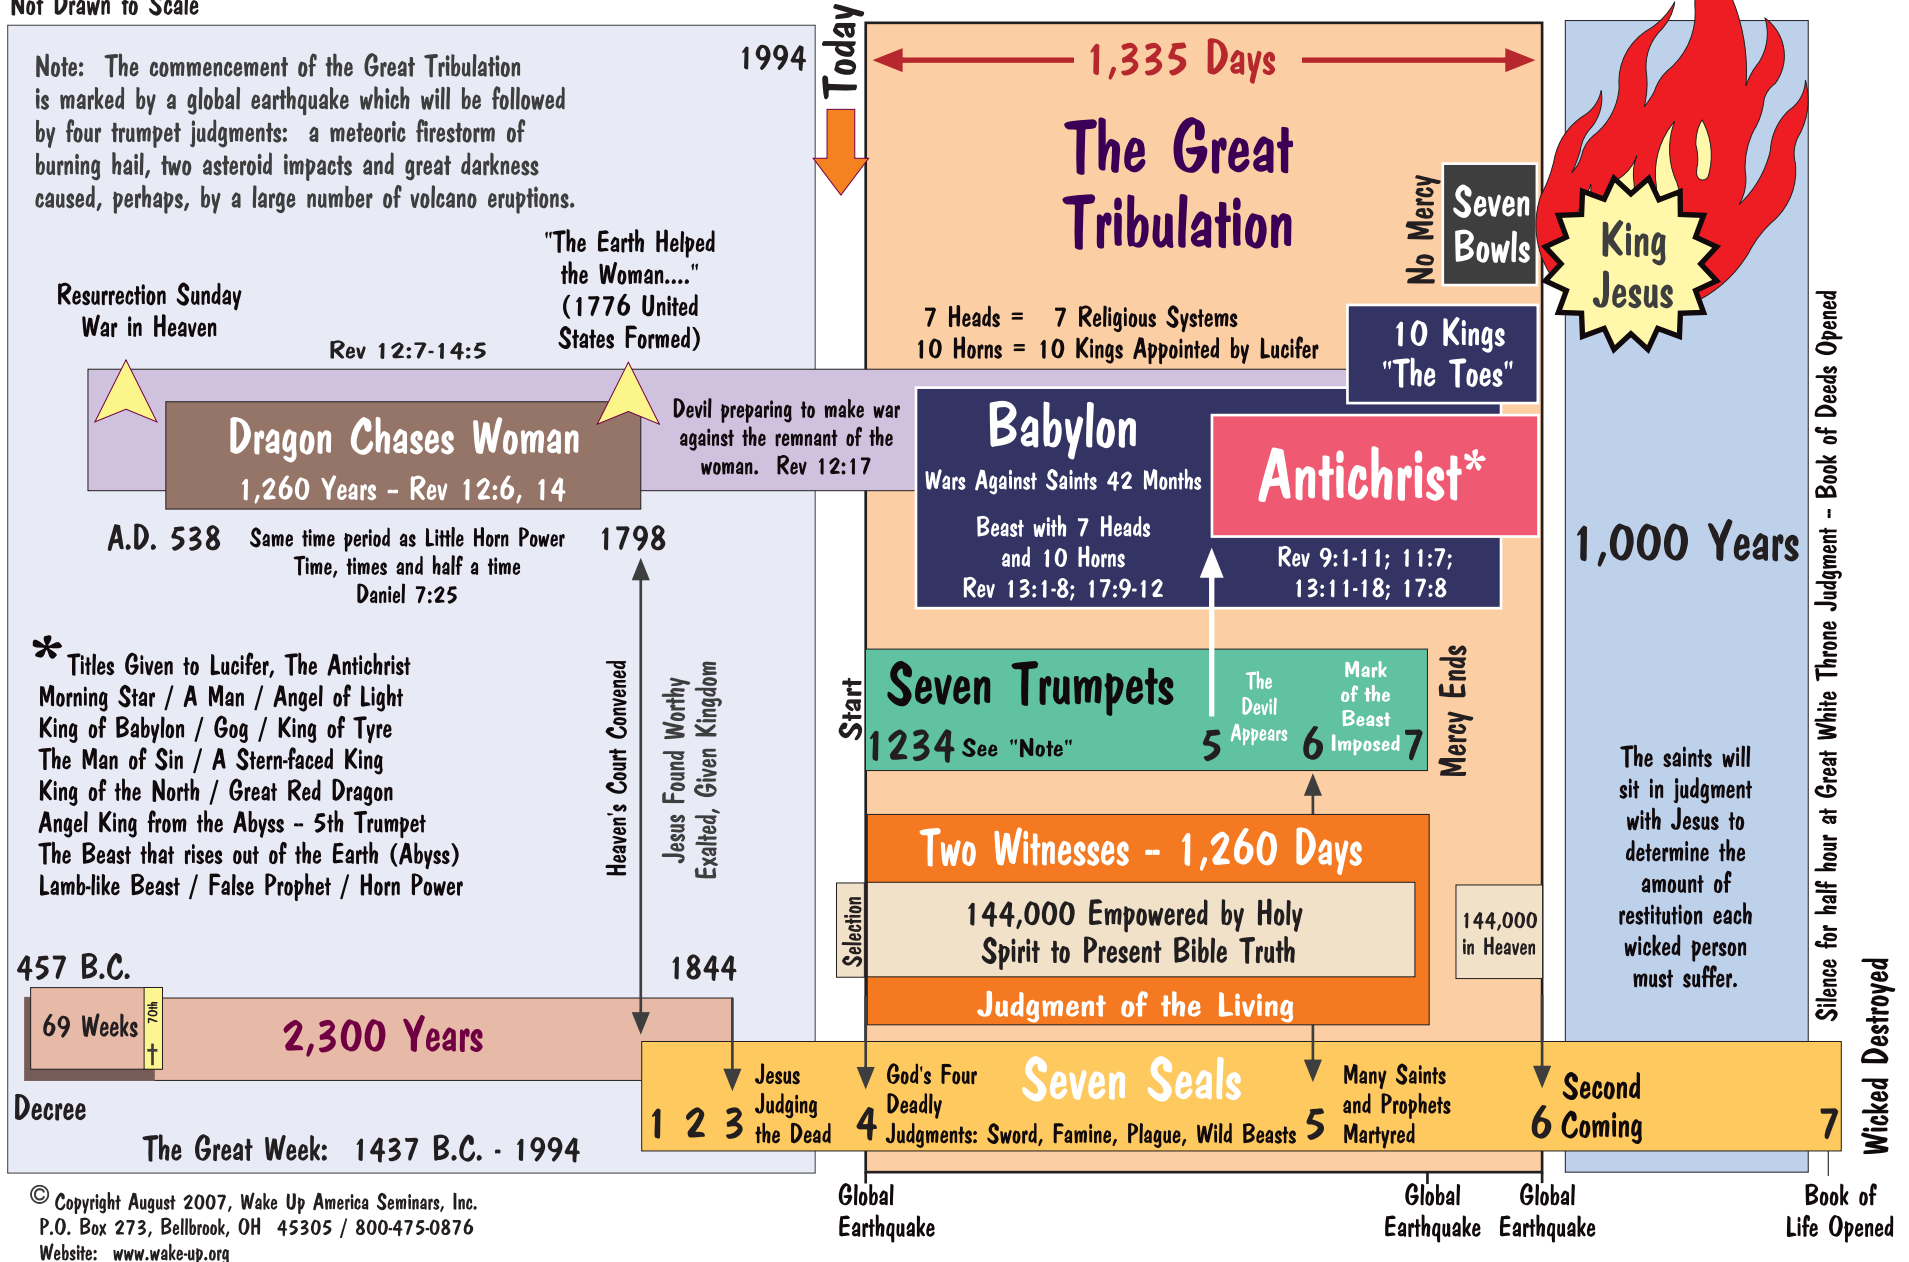 Not Drawn to Scale
Note: The commencement of the Great Tribulation
is marked by a global earthquake which will be followed
by four trumpet judgments: a meteoric firestorm of
burning hail, two asteroid impacts and great darkness
caused, perhaps, by a large number of volcano eruptions.
1994
Today
1,335 Days
The Great
Tribulation
No Mercy
Seven
Bowls
King
Jesus
"The Earth Helped
the Woman...."
(1776 United
States Formed)
Resurrection Sunday
War in Heaven
Rev 12:7-14:5
7 Heads = 7 Religious Systems
10 Horns = 10 Kings Appointed by Lucifer
10 Kings
"The Toes"
Dragon Chases Woman
1,260 Years - Rev 12:6, 14
Devil preparing to make war
against the remnant of the
woman. Rev 12:17
Babylon
Wars Against Saints 42 Months
Beast with 7 Heads
and 10 Horns
Rev 13:1-8; 17:9-12
Antichrist*
Rev 9:1-11; 11:7;
13:11-18; 17:8
A.D. 538
Same time period as Little Horn Power
Time, times and half a time
Daniel 7:25
1798
1,000 Years
* Titles Given to Lucifer, The Antichrist
Morning Star / A Man / Angel of Light
King of Babylon / Gog / King of Tyre
The Man of Sin / A Stern-faced King
King of the North / Great Red Dragon
Angel King from the Abyss - 5th Trumpet
The Beast that rises out of the Earth (Abyss)
Lamb-like Beast / False Prophet / Horn Power
Heaven's Court Convened
Jesus Found Worthy
Exalted, Given Kingdom
Start
Seven Trumpets
1234 See "Note"
5
The
Devil
Appears
6
Mark
of the
Beast
Imposed
7
Mercy Ends
Two Witnesses - 1,260 Days
Selection
144,000 Empowered by Holy
Spirit to Present Bible Truth
Judgment of the Living
144,000
in Heaven
The saints will
sit in judgment
with Jesus to
determine the
amount of
restitution each
wicked person
must suffer.
Silence for half hour at Great White Throne Judgment - Book of Deeds Opened
Wicked Destroyed
457 B.C.
69 Weeks
70th
2,300 Years
1844
Decree
The Great Week: 1437 B.C. - 1994
Seven Seals
1 2 3
Jesus
Judging
the Dead
4
God's Four
Deadly
Judgments: Sword, Famine, Plague, Wild Beasts
5
Many Saints
and Prophets
Martyred
6
Second
Coming
7
© Copyright August 2007, Wake Up America Seminars, Inc.
P.O. Box 273, Bellbrook, OH 45305 / 800-475-0876
Website: www.wake-up.org
Global
Earthquake
Global
Earthquake
Global
Earthquake
Book of
Life Opened